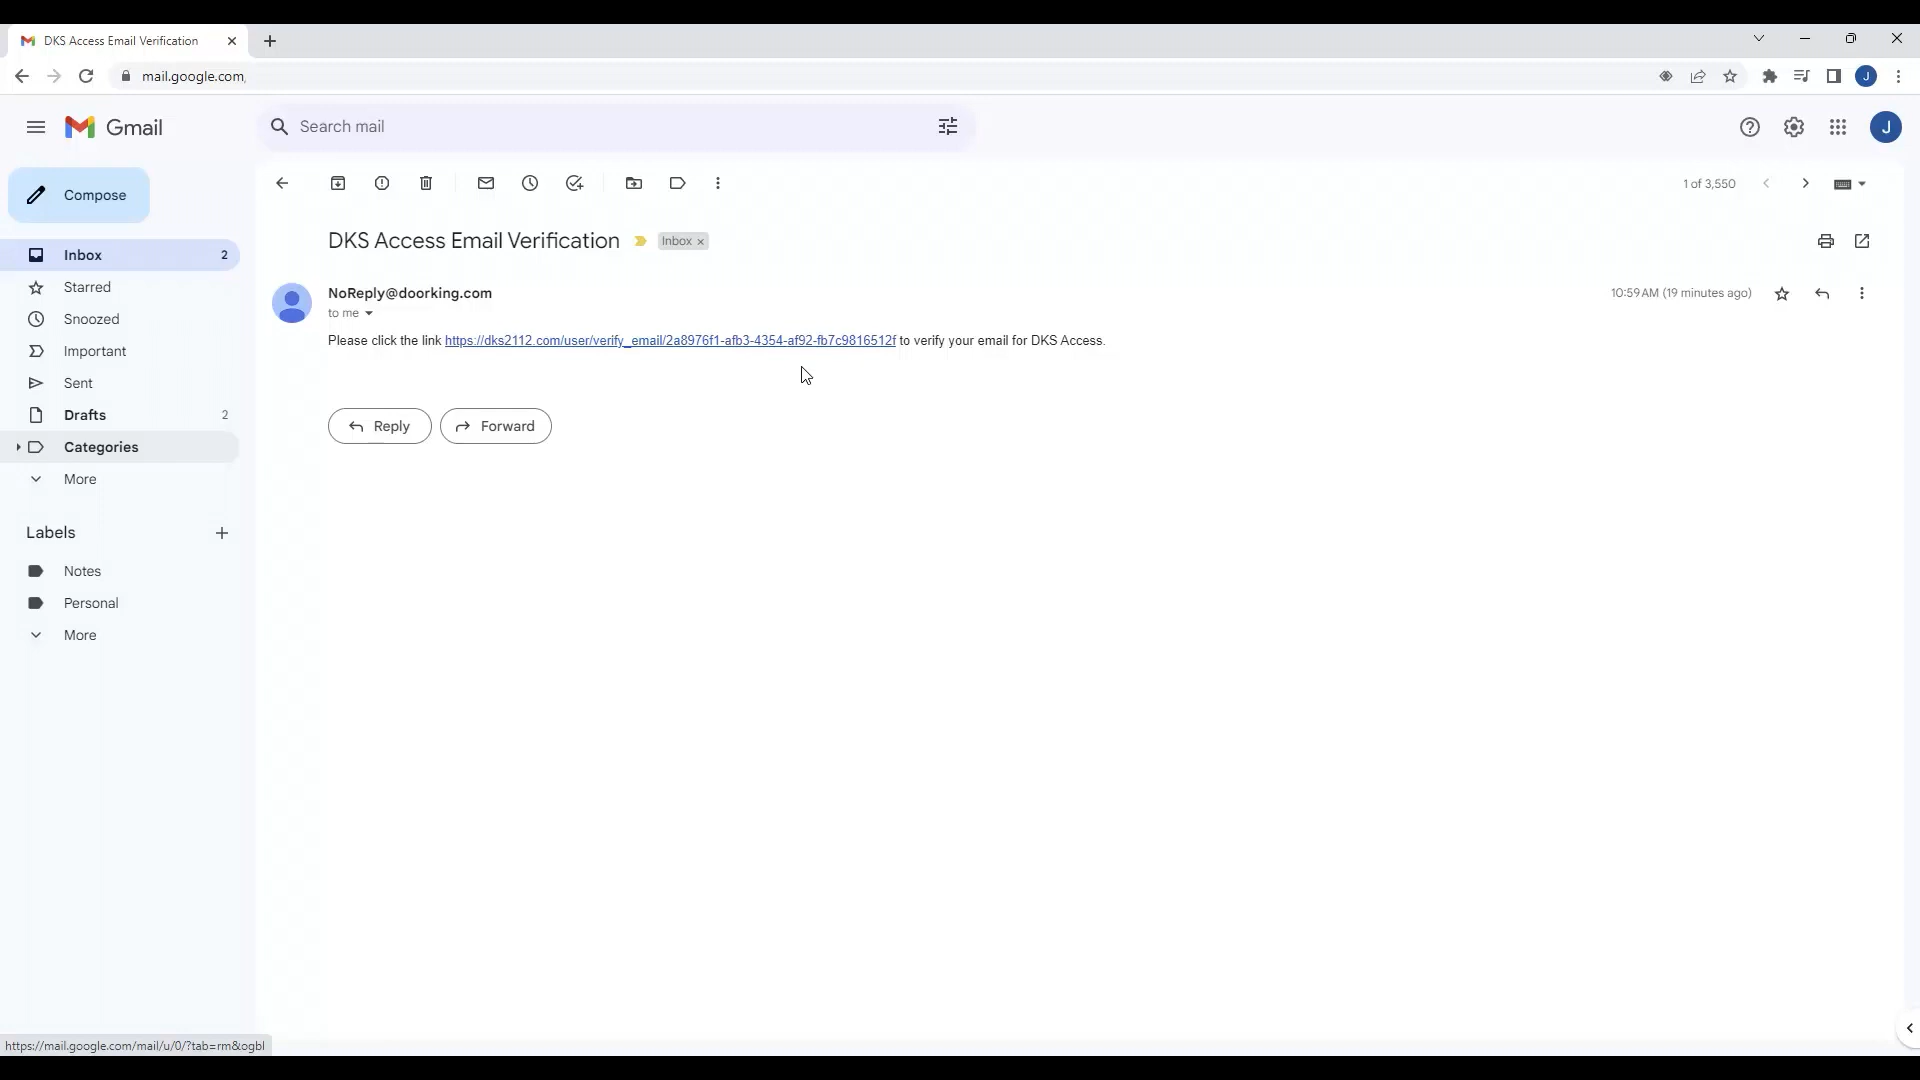 DKS Access Email Verification
mail.google.com,
J
Gmail
Search mail
J
Compose
1 of 3,550
DKS Access Email Verification Inbox x
Inbox 2
NoReply@doorking.com 10:59 AM (19 minutes ago)
Starred
to me
Snoozed
Please click the link https://dks2112.com/user/verify_email/2a8976f1-afb3-4354-af92-fb7c9816512f to verify your email for DKS Access.
Important
Sent
Drafts 2
Reply Forward
Categories
More
Labels
Notes
Personal
More
https://mail.google.com/mail/u/0/?tab=rm&ogbl